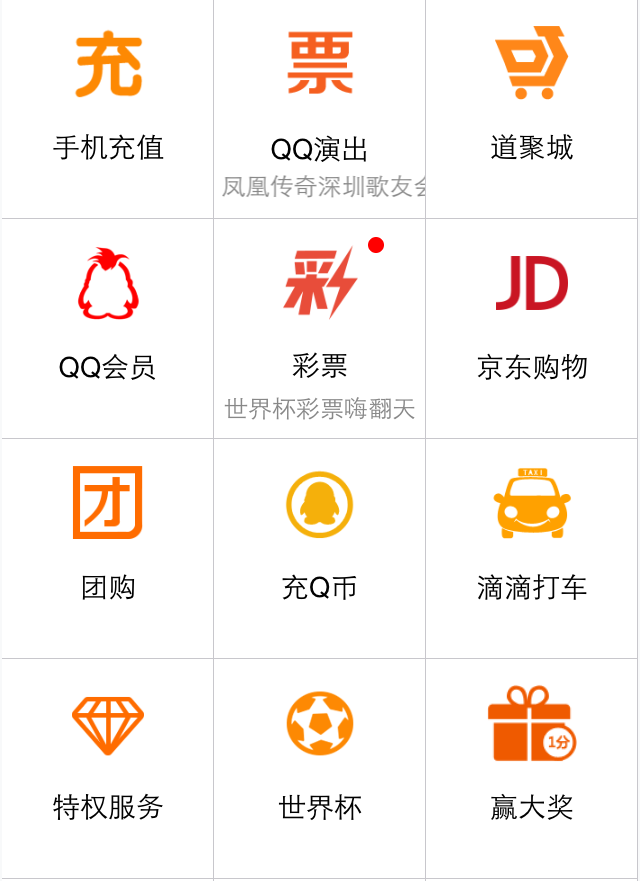 充
票
手机充值
QQ演出
道聚城
凤凰传奇深圳歌友会
彩
JD
QQ会员
彩票
京东购物
世界杯彩票嗨翻天
团
TAXI
团购
充Q币
滴滴打车
1分
特权服务
世界杯
赢大奖